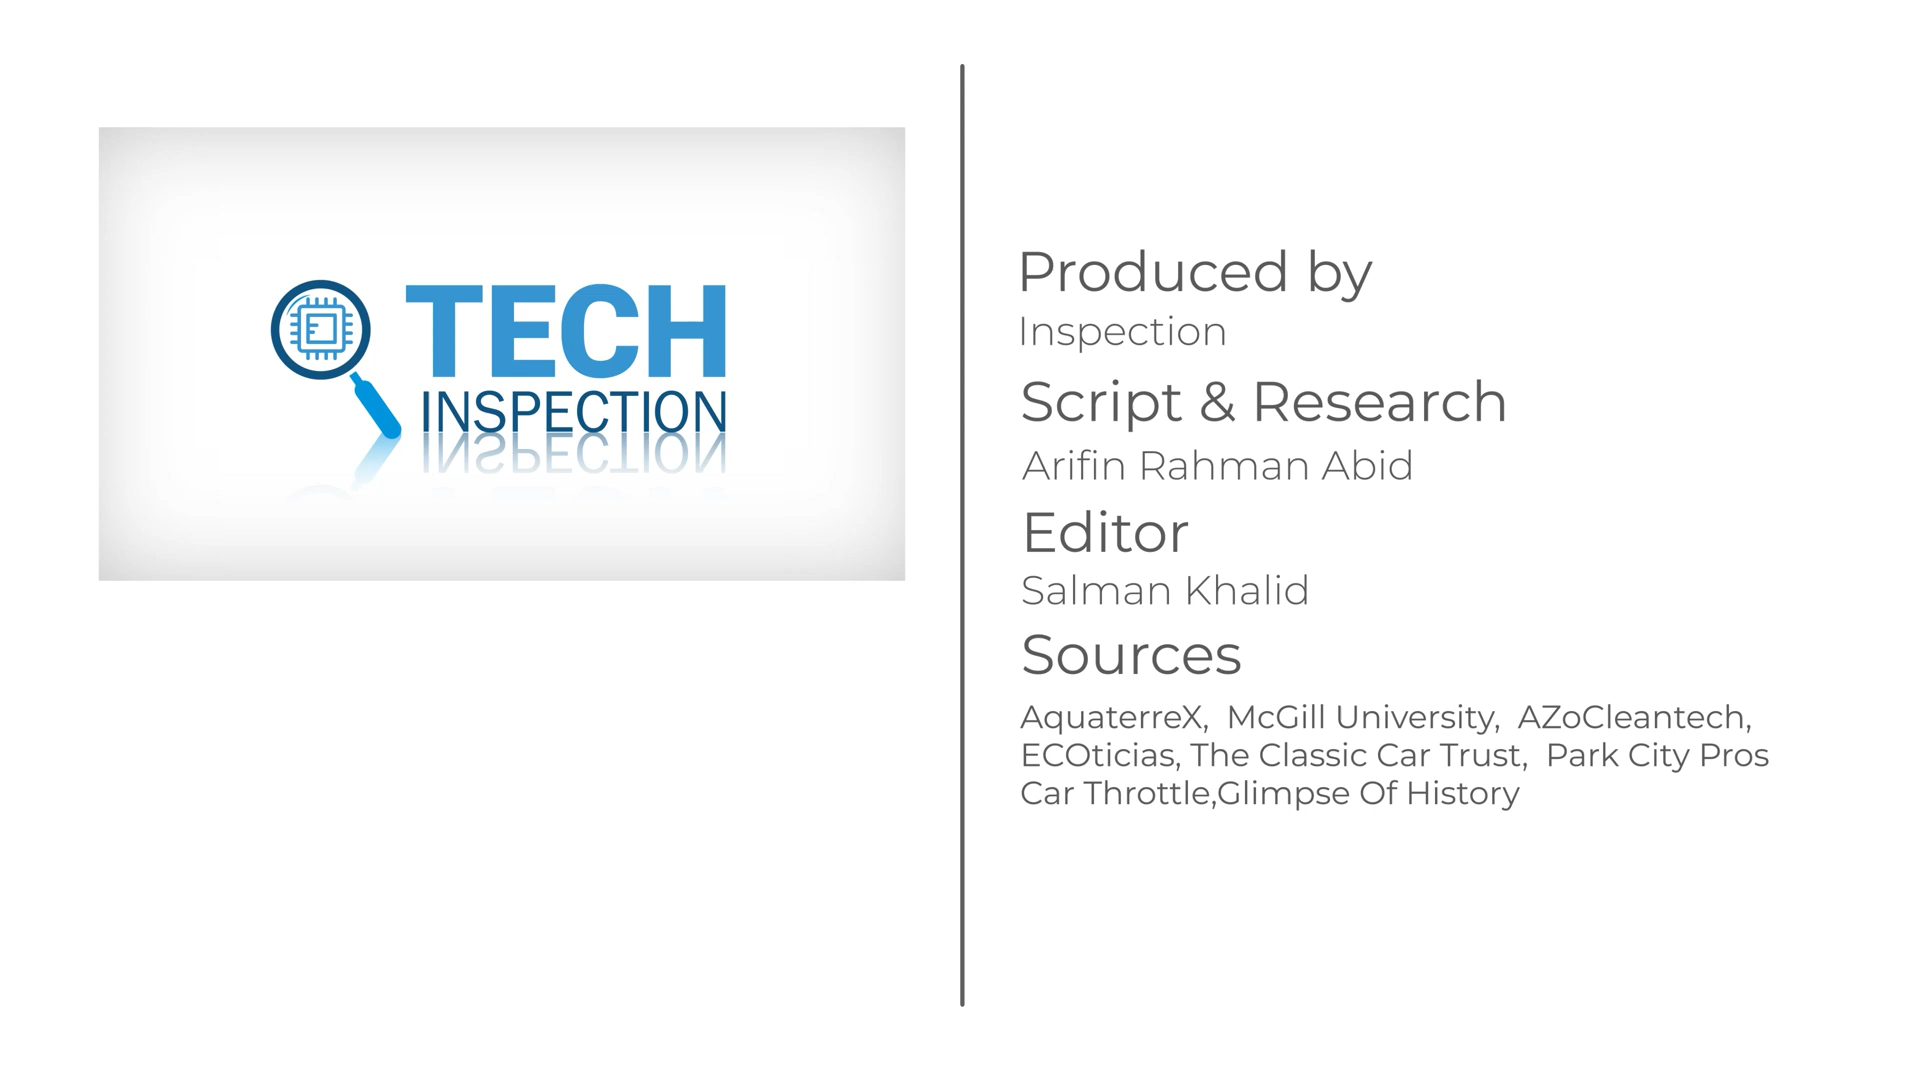 TECH
INSPECTION
Produced by
Inspection
Script & Research
Arifin Rahman Abid
Editor
Salman Khalid
Sources
AquaterreX,  McGill University,  AZoCleantech,
ECOticias, The Classic Car Trust,  Park City Pros
Car Throttle,Glimpse Of History